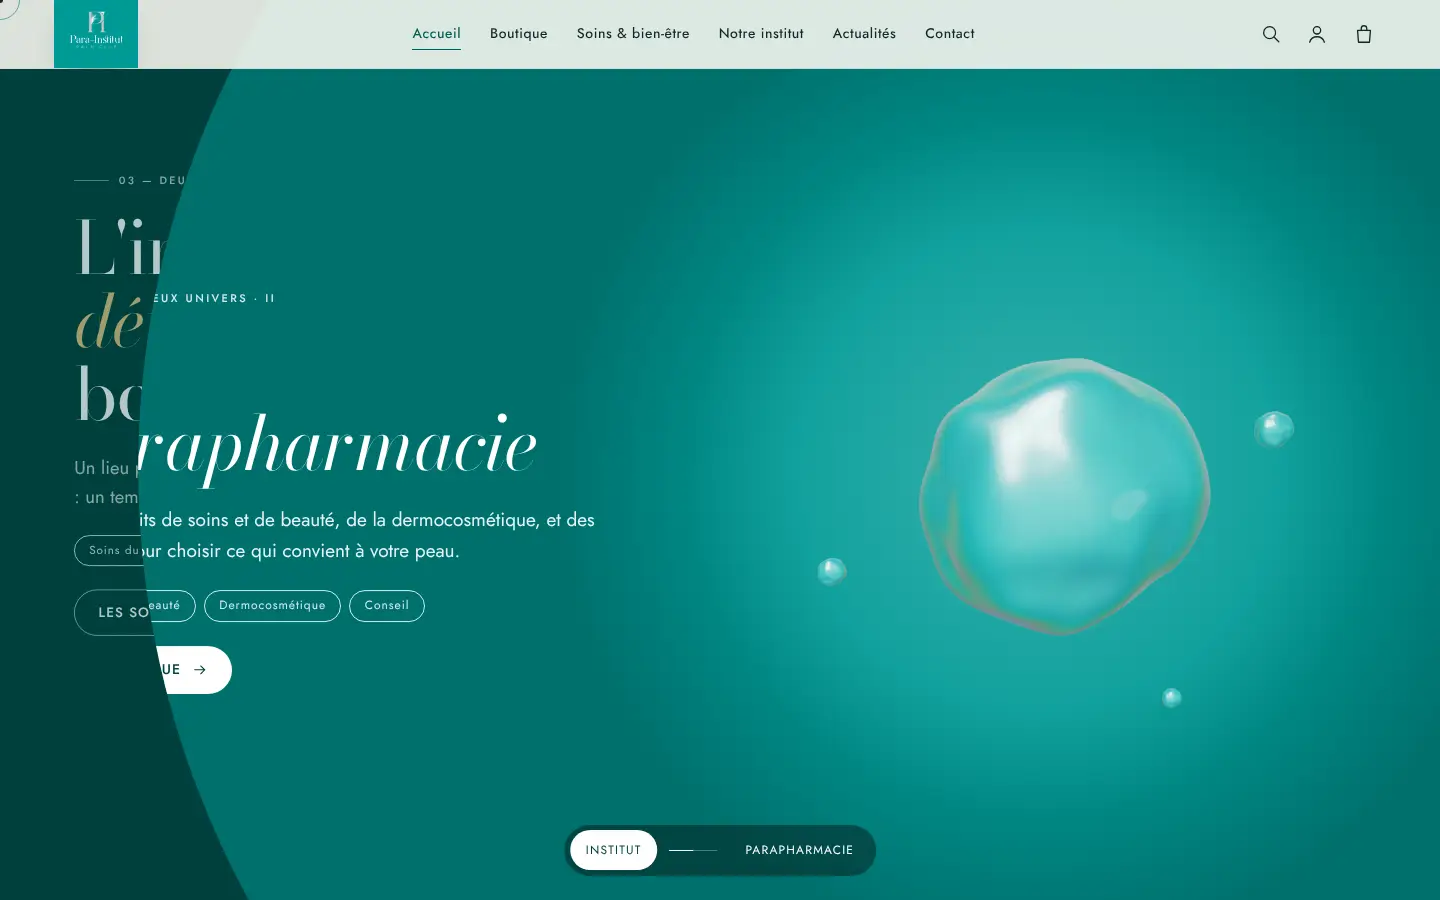 Para-Institut
Accueil
Boutique
Soins & bien-être
Notre institut
Actualités
Contact
03 — DEU
L'in
dé
bo
Un lieu p
: un tem
Soins du
LES SO
EUX UNIVERS · II
rapharmacie
its de soins et de beauté, de la dermocosmétique, et des
our choisir ce qui convient à votre peau.
eauté
Dermocosmétique
Conseil
UE →
INSTITUT
PARAPHARMACIE